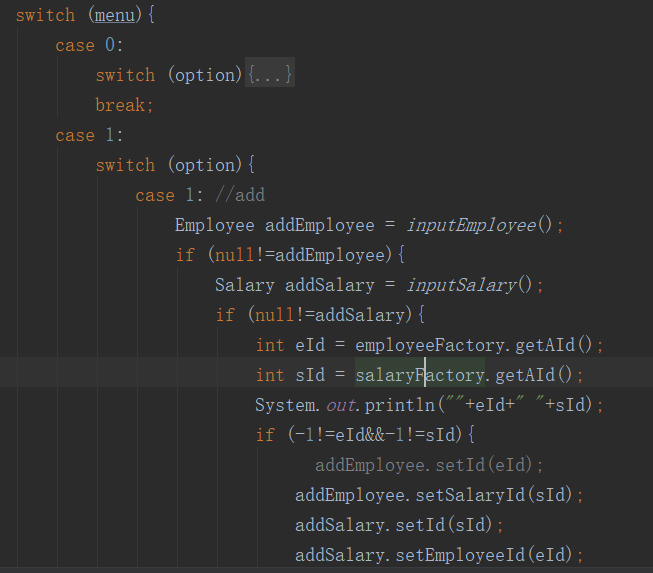 switch (menu){
case 0:
switch (option){...}
break;
case 1:
switch (option){
case 1: //add
Employee addEmployee = inputEmployee();
if (null!=addEmployee){
Salary addSalary = inputSalary();
if (null!=addSalary){
int eId = employeeFactory.getAId();
int sId = salaryFactory.getAId();
System.out.println(""+eId+" "+sId);
if (-1!=eId&&-1!=sId){
addEmployee.setId(eId);
addEmployee.setSalaryId(sId);
addSalary.setId(sId);
addSalary.setEmployeeId(eId);